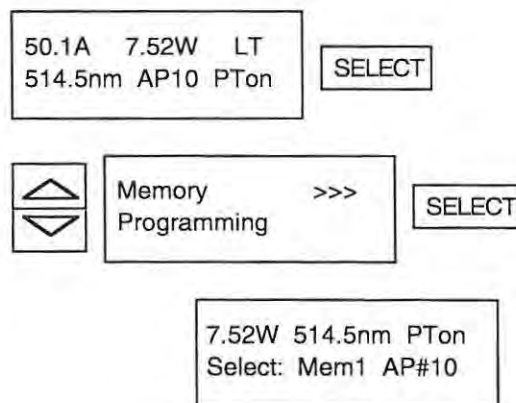 50.1A 7.52W LT
514.5nm AP10 PTon
SELECT
Memory >>>
Programming
SELECT
7.52W 514.5nm PTon
Select: Mem1 AP#10